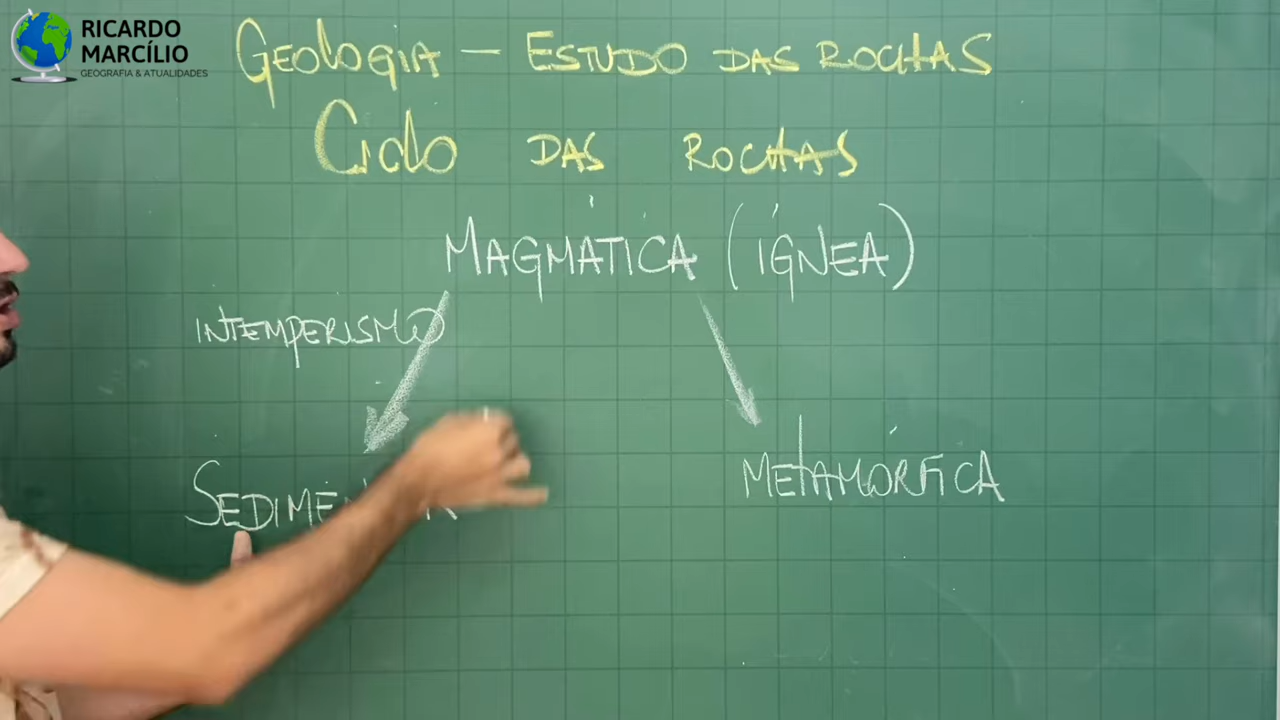 RICARDO
MARCÍLIO
GEOGRAFIA & ATUALIDADES
GEOLOGIA – ESTUDO DAS ROCHAS
CICLO DAS ROCHAS
MAGMÁTICA (ÍGNEA)
INTEMPERISMO
METAMÓRFICA